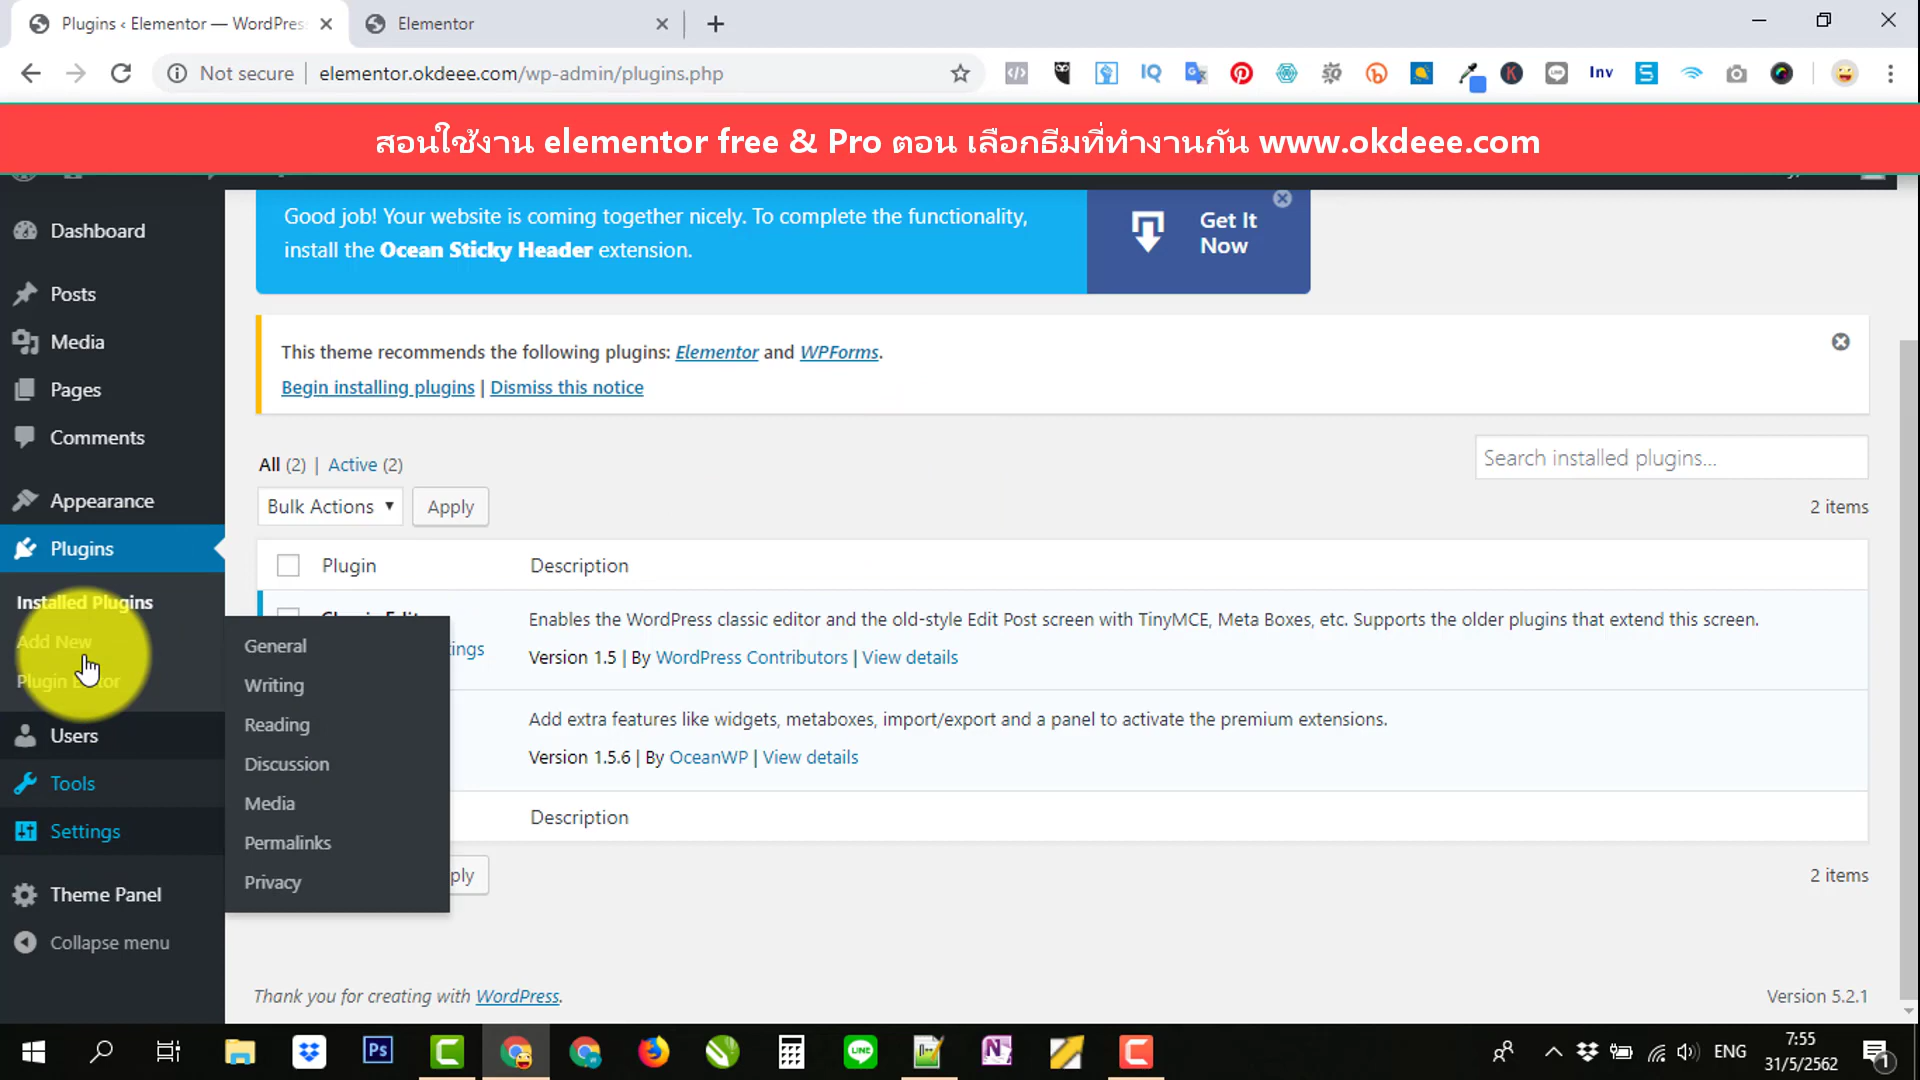 Plugins ‹ Elementor — WordPres
Elementor
Not secure
elementor.okdeee.com/wp-admin/plugins.php
IQ
Inv
สอนใช้งาน elementor free & Pro ตอน เลือกธีมที่ทำงานกัน www.okdeee.com
Dashboard
Posts
Media
Pages
Comments
Appearance
Plugins
Installed Plugins
Add New
Plugin Editor
Users
Tools
Settings
Theme Panel
Collapse menu
General
Writing
Reading
Discussion
Media
Permalinks
Privacy
Good job! Your website is coming together nicely. To complete the functionality,
install the Ocean Sticky Header extension.
Get It
Now
This theme recommends the following plugins: Elementor and WPForms.
Begin installing plugins | Dismiss this notice
All (2) | Active (2)
Search installed plugins...
Bulk Actions
Apply
2 items
Plugin
Description
Enables the WordPress classic editor and the old-style Edit Post screen with TinyMCE, Meta Boxes, etc. Supports the older plugins that extend this screen.
Version 1.5 | By WordPress Contributors | View details
Add extra features like widgets, metaboxes, import/export and a panel to activate the premium extensions.
Version 1.5.6 | By OceanWP | View details
Description
2 items
Thank you for creating with WordPress.
Version 5.2.1
Ps
ENG
7:55
31/5/2562
1